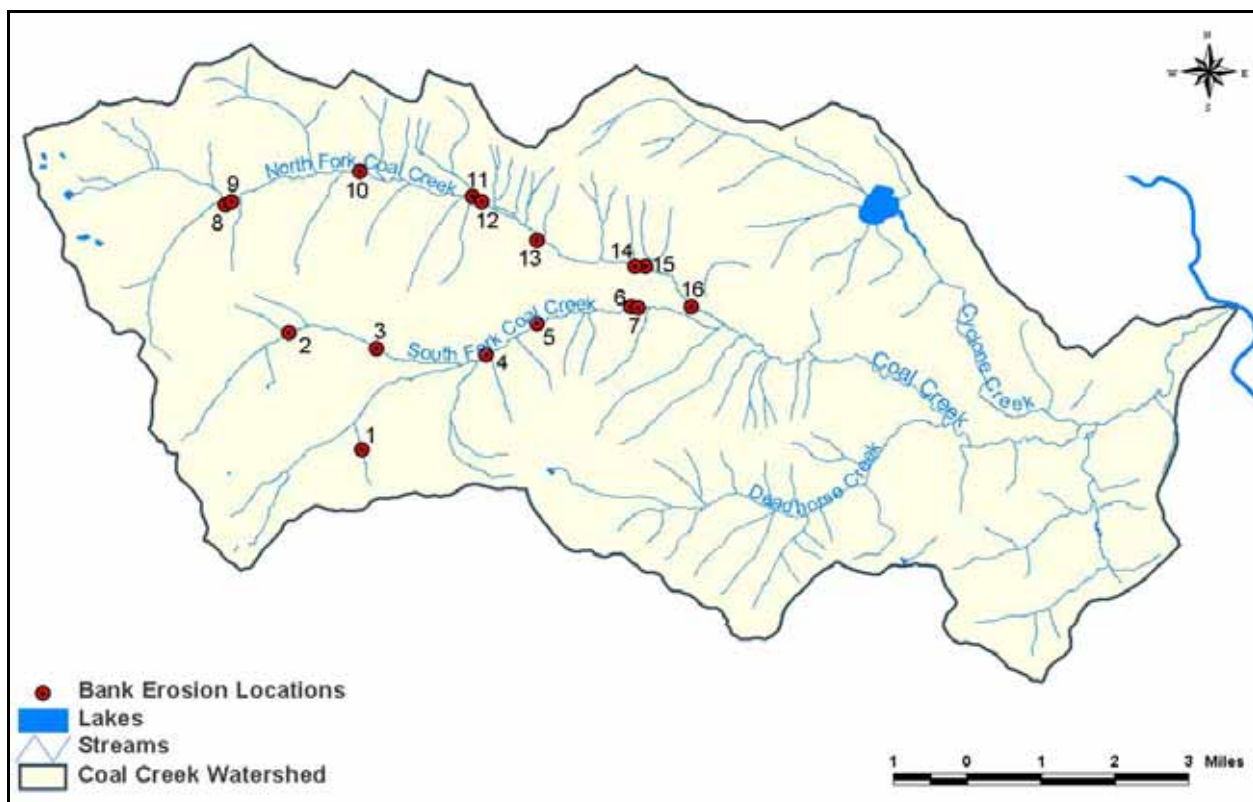 N
W E
S
North Fork Coal Creek
9
8
10
11
12
13
14 15
16
6
7
South Fork Coal Creek
5
4
3
2
1
Cyclone Creek
Coal Creek
Deadhorse Creek
Bank Erosion Locations
Lakes
Streams
Coal Creek Watershed
1 0 1 2 3 Miles